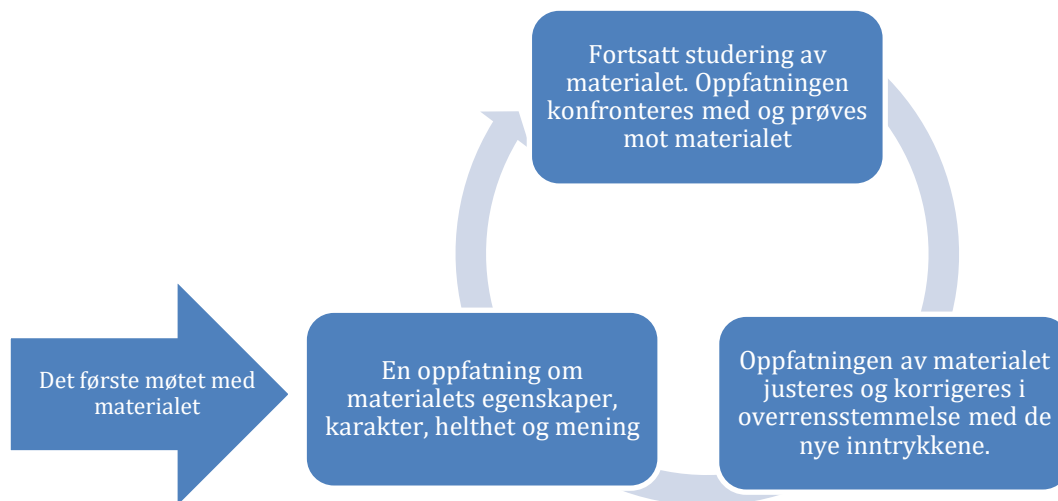 Det første møtet med
materialet
En oppfatning om
materialets egenskaper,
karakter, helthet og mening
Fortsatt studering av
materialet. Oppfatningen
konfronteres med og prøves
mot materialet
Oppfatningen av materialet
justeres og korrigeres i
overrensstemmelse med de
nye inntrykkene.